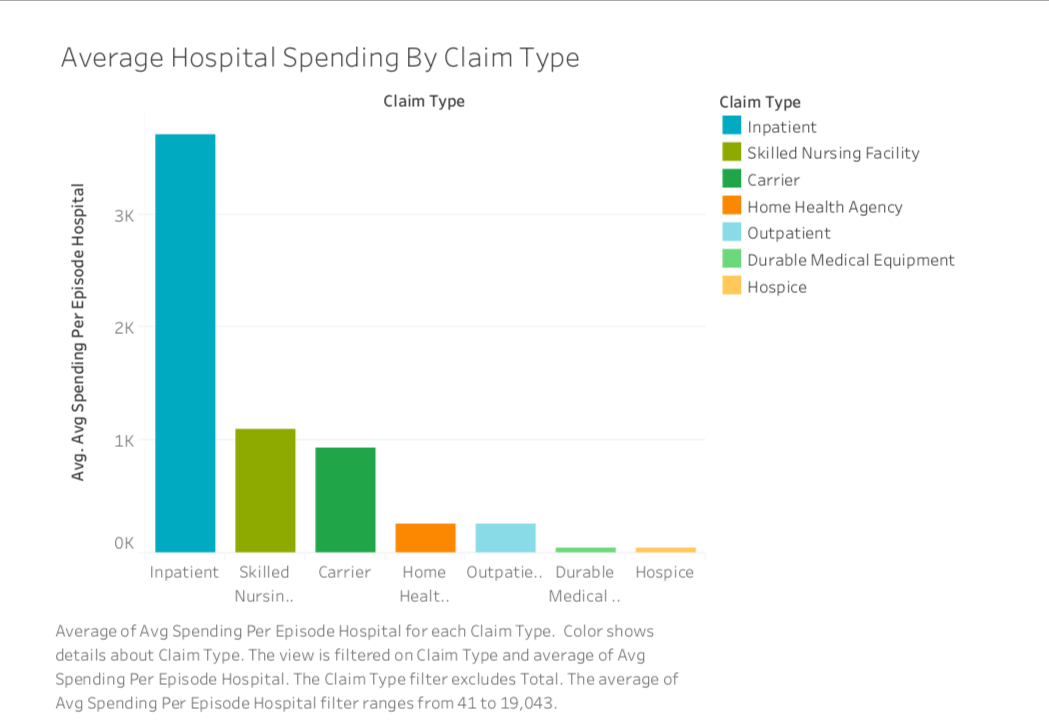 Average Hospital Spending By Claim Type
Claim Type
Avg. Avg Spending Per Episode Hospital
3K
2K
1K
0K
Inpatient
Skilled
Nursin..
Carrier
Home
Healt..
Outpatie..
Durable
Medical ..
Hospice
Claim Type
Inpatient
Skilled Nursing Facility
Carrier
Home Health Agency
Outpatient
Durable Medical Equipment
Hospice
Average of Avg Spending Per Episode Hospital for each Claim Type.  Color shows
details about Claim Type. The view is filtered on Claim Type and average of Avg
Spending Per Episode Hospital. The Claim Type filter excludes Total. The average of
Avg Spending Per Episode Hospital filter ranges from 41 to 19,043.